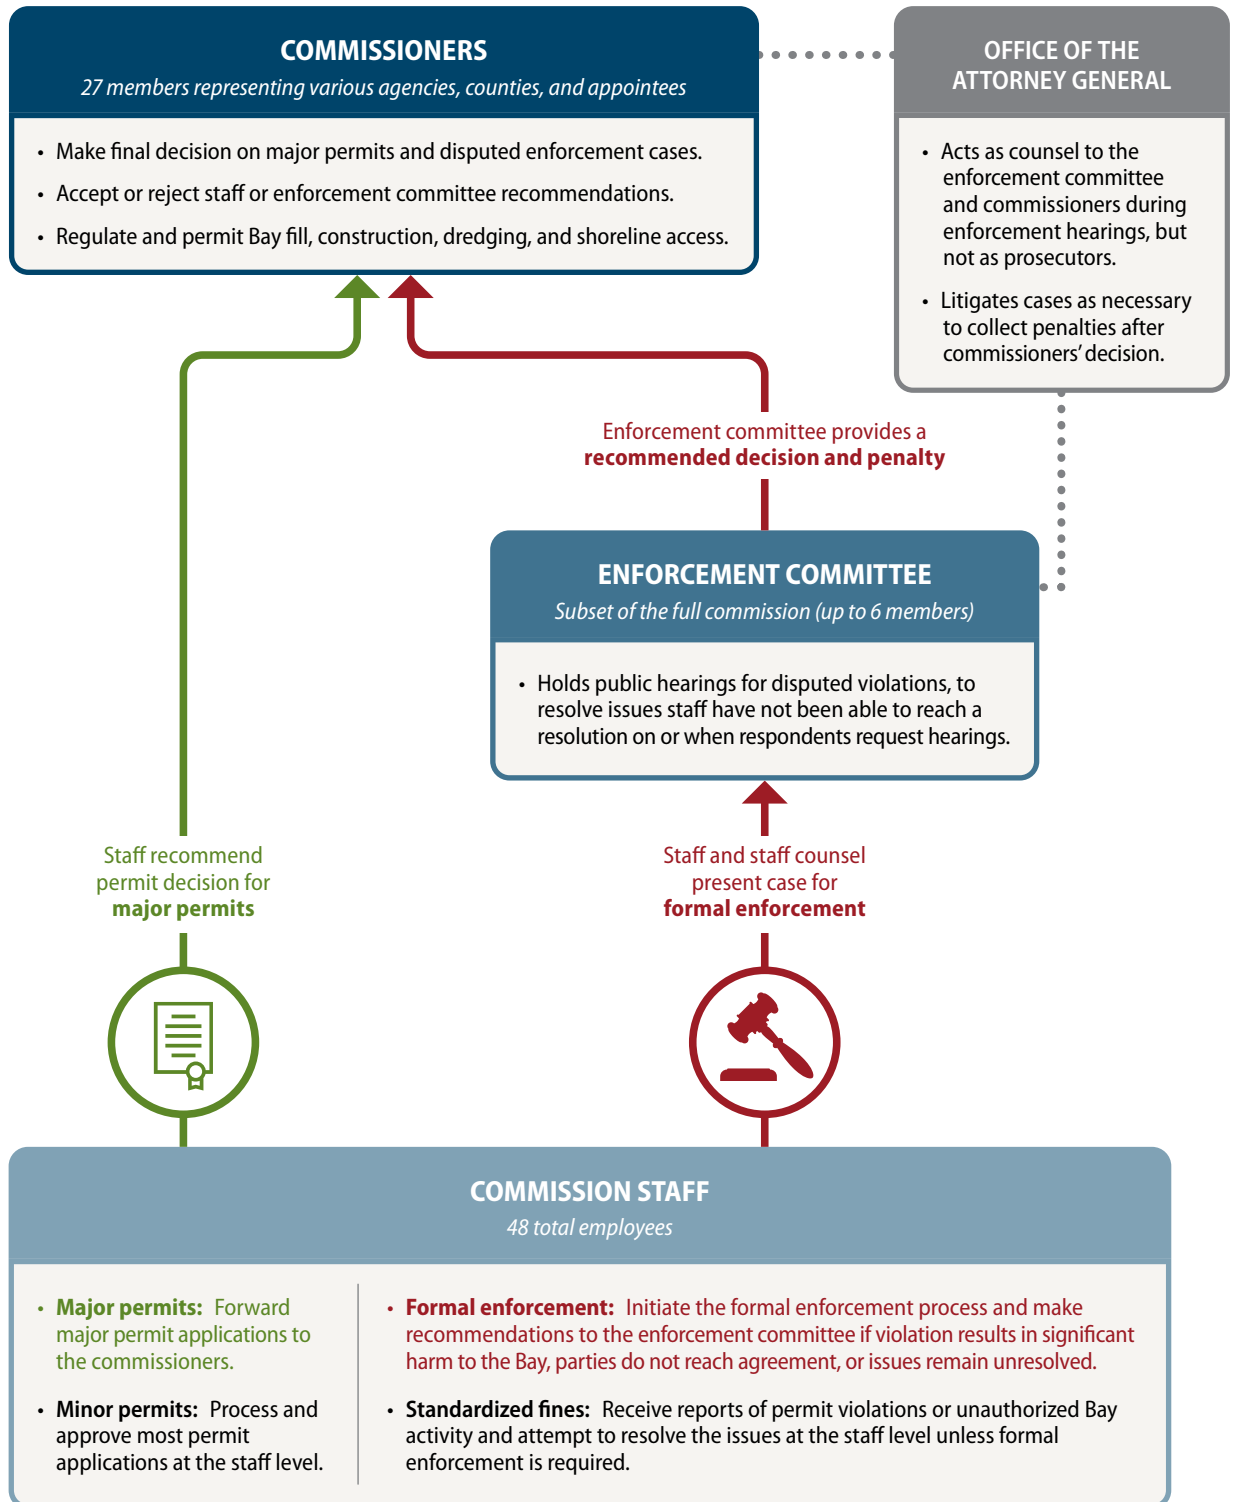 COMMISSIONERS
27 members representing various agencies, counties, and appointees
• Make final decision on major permits and disputed enforcement cases.
• Accept or reject staff or enforcement committee recommendations.
• Regulate and permit Bay fill, construction, dredging, and shoreline access.
OFFICE OF THE
ATTORNEY GENERAL
• Acts as counsel to the
enforcement committee
and commissioners during
enforcement hearings, but
not as prosecutors.
• Litigates cases as necessary
to collect penalties after
commissioners' decision.
Enforcement committee provides a
recommended decision and penalty
ENFORCEMENT COMMITTEE
Subset of the full commission (up to 6 members)
• Holds public hearings for disputed violations, to
resolve issues staff have not been able to reach a
resolution on or when respondents request hearings.
Staff recommend
permit decision for
major permits
Staff and staff counsel
present case for
formal enforcement
COMMISSION STAFF
48 total employees
• Major permits: Forward
major permit applications to
the commissioners.
• Minor permits: Process and
approve most permit
applications at the staff level.
• Formal enforcement: Initiate the formal enforcement process and make
recommendations to the enforcement committee if violation results in significant
harm to the Bay, parties do not reach agreement, or issues remain unresolved.
• Standardized fines: Receive reports of permit violations or unauthorized Bay
activity and attempt to resolve the issues at the staff level unless formal
enforcement is required.